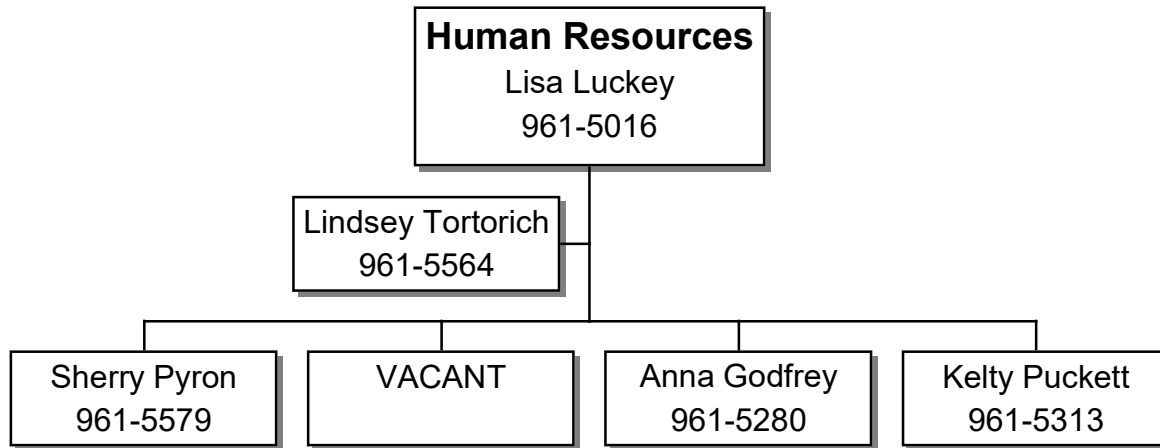 Human Resources
Lisa Luckey
961-5016
Lindsey Tortorich
961-5564
Sherry Pyron
961-5579
VACANT
Anna Godfrey
961-5280
Kelty Puckett
961-5313